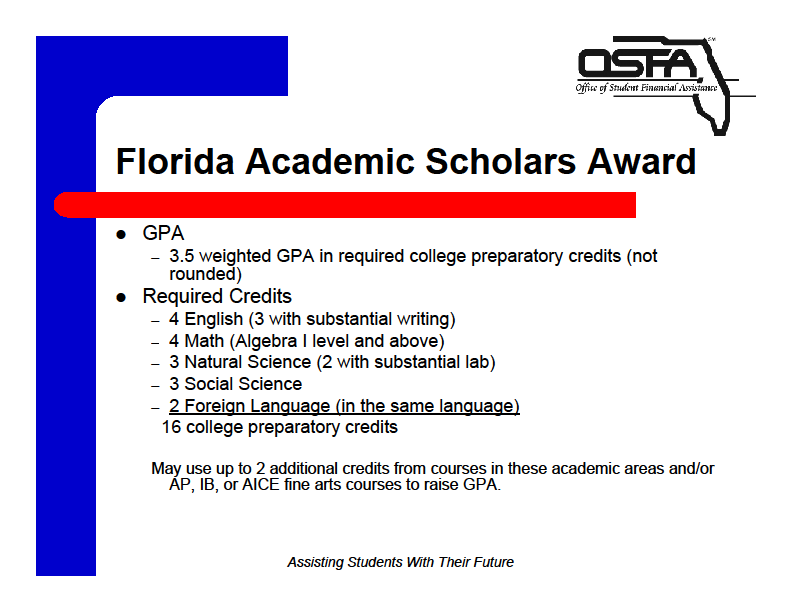 OSFA SM
Office of Student Financial Assistance
Florida Academic Scholars Award
● GPA
– 3.5 weighted GPA in required college preparatory credits (not
rounded)
● Required Credits
– 4 English (3 with substantial writing)
– 4 Math (Algebra I level and above)
– 3 Natural Science (2 with substantial lab)
– 3 Social Science
– 2 Foreign Language (in the same language)
16 college preparatory credits
May use up to 2 additional credits from courses in these academic areas and/or
AP, IB, or AICE fine arts courses to raise GPA.
Assisting Students With Their Future